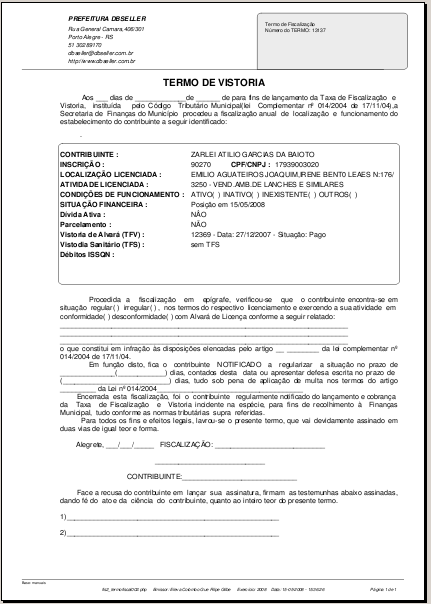 PREFEITURA DBSELLER
Rua General Camara,406/301
Porto Alegre - RS
51 30289170
dbseller@dbseller.com.br
http//www.dbseller.com.br
Termo de Fiscalização
Número do TERMO: 13137
TERMO DE VISTORIA
Aos ___ dias de ____________ de ______ de para fins de lançamento da Taxa de Fiscalização e
Vistoria, instituída pelo Código Tributário Municipal(lei Complementar nº 014/2004 de 17/11/04),a
Secretaria de Finanças do Município procedeu a fiscalização anual de localização e funcionamento do
estabelecimento do contribuinte a seguir identificado:
.
CONTRIBUINTE : ZARLEI ATILIO GARCIAS DA BAIOTO
INSCRIÇÃO : 90270 CPF/CNPJ : 17939003020
LOCALIZAÇÃO LICENCIADA : EMILIO AGUATEIROS JOAQUIM,IRENE BENT0 LEAES N:176/
ATIVIDADE LICENCIADA : 3250 - VEND.AMB.DE LANCHES E SIMILARES
CONDIÇÕES DE FUNCIONAMENTO : ATIVO( ) INATIVO( ) INEXISTENTE( ) OUTROS( )
SITUAÇÃO FINANCEIRA : Posição em 15/05/2008
Dívida Ativa : NÃO
Parcelamento : NÃO
Vistoria de Alvará (TFV) : 12369 - Data: 27/12/2007 - Situação: Pago
Vistodia Sanitário (TFS) : sem TFS
Débitos ISSQN :
Procedida a fiscalização em epígrafe, verificou-se que o contribuinte encontra-se em
situação regular( ) irregular( ) , nos termos do respectivo licenciamento e exercendo a sua atividade em
conformidade( ) desconformidade( ) com Alvará de Licença conforme a seguir relatado:
________________________________________
________________________________________
________________________________________
o que constitui em infração às disposições elencadas pelo artigo __ ________ da lei complementar nº
014/2004 de 17/11/04.
Em função disto, fica o contribuinte NOTIFICADO a regularizar a situação no prazo de
____________(____________) dias, contados desta data ou apresentar defesa escrita no prazo de
(____________________) dias, tudo sob pena de aplicação de multa nos termos do artigo
________ da Lei nº 014/2004
Encerrada esta fiscalização, foi o contribuinte regularmente notificado do lançamento e cobrança
da Taxa de Fiscalização e Vistoria incidente na espécie, para fins de recolhimento à Finanças
Municipal, tudo conforme as normas tributárias supra referidas.
Para todos os fins e efeitos legais, lavrou-se o presente termo, que vai devidamente assinado em
duas vias de igual teor e forma.
Alegrete, ___/___/_____ FISCALIZAÇÃO: ____________________________
____________________________
CONTRIBUINTE:____________________________
Face a recusa do contribuinte em lançar sua assinatura, firmam as testemunhas abaixo assinadas,
dando fé do ato e da ciência do contribuinte, quanto ao inteiro teor do presente termo.
1)________________________________________
2)________________________________________
Página 1 de 1